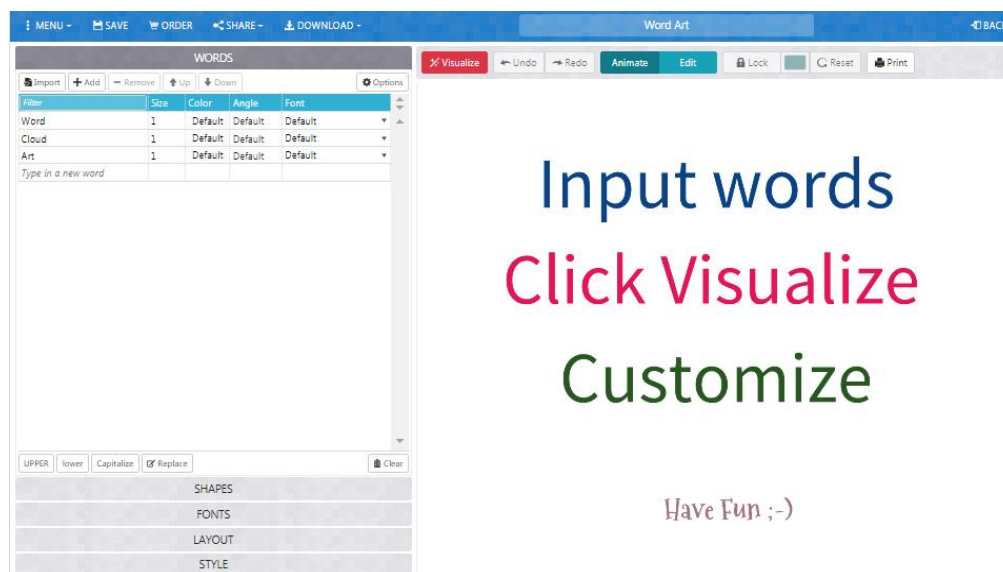 MENU SAVE ORDER SHARE DOWNLOAD Word Art BACK
WORDS
Import Add Remove Up Down Options
Visualize Undo Redo Animate Edit Lock Reset Print
Filter Size Color Angle Font
Word 1 Default Default Default
Cloud 1 Default Default Default
Art 1 Default Default Default
Type in a new word
Input words
Click Visualize
Customize
Have Fun ;-)
UPPER lower Capitalize Replace Clear
SHAPES
FONTS
LAYOUT
STYLE